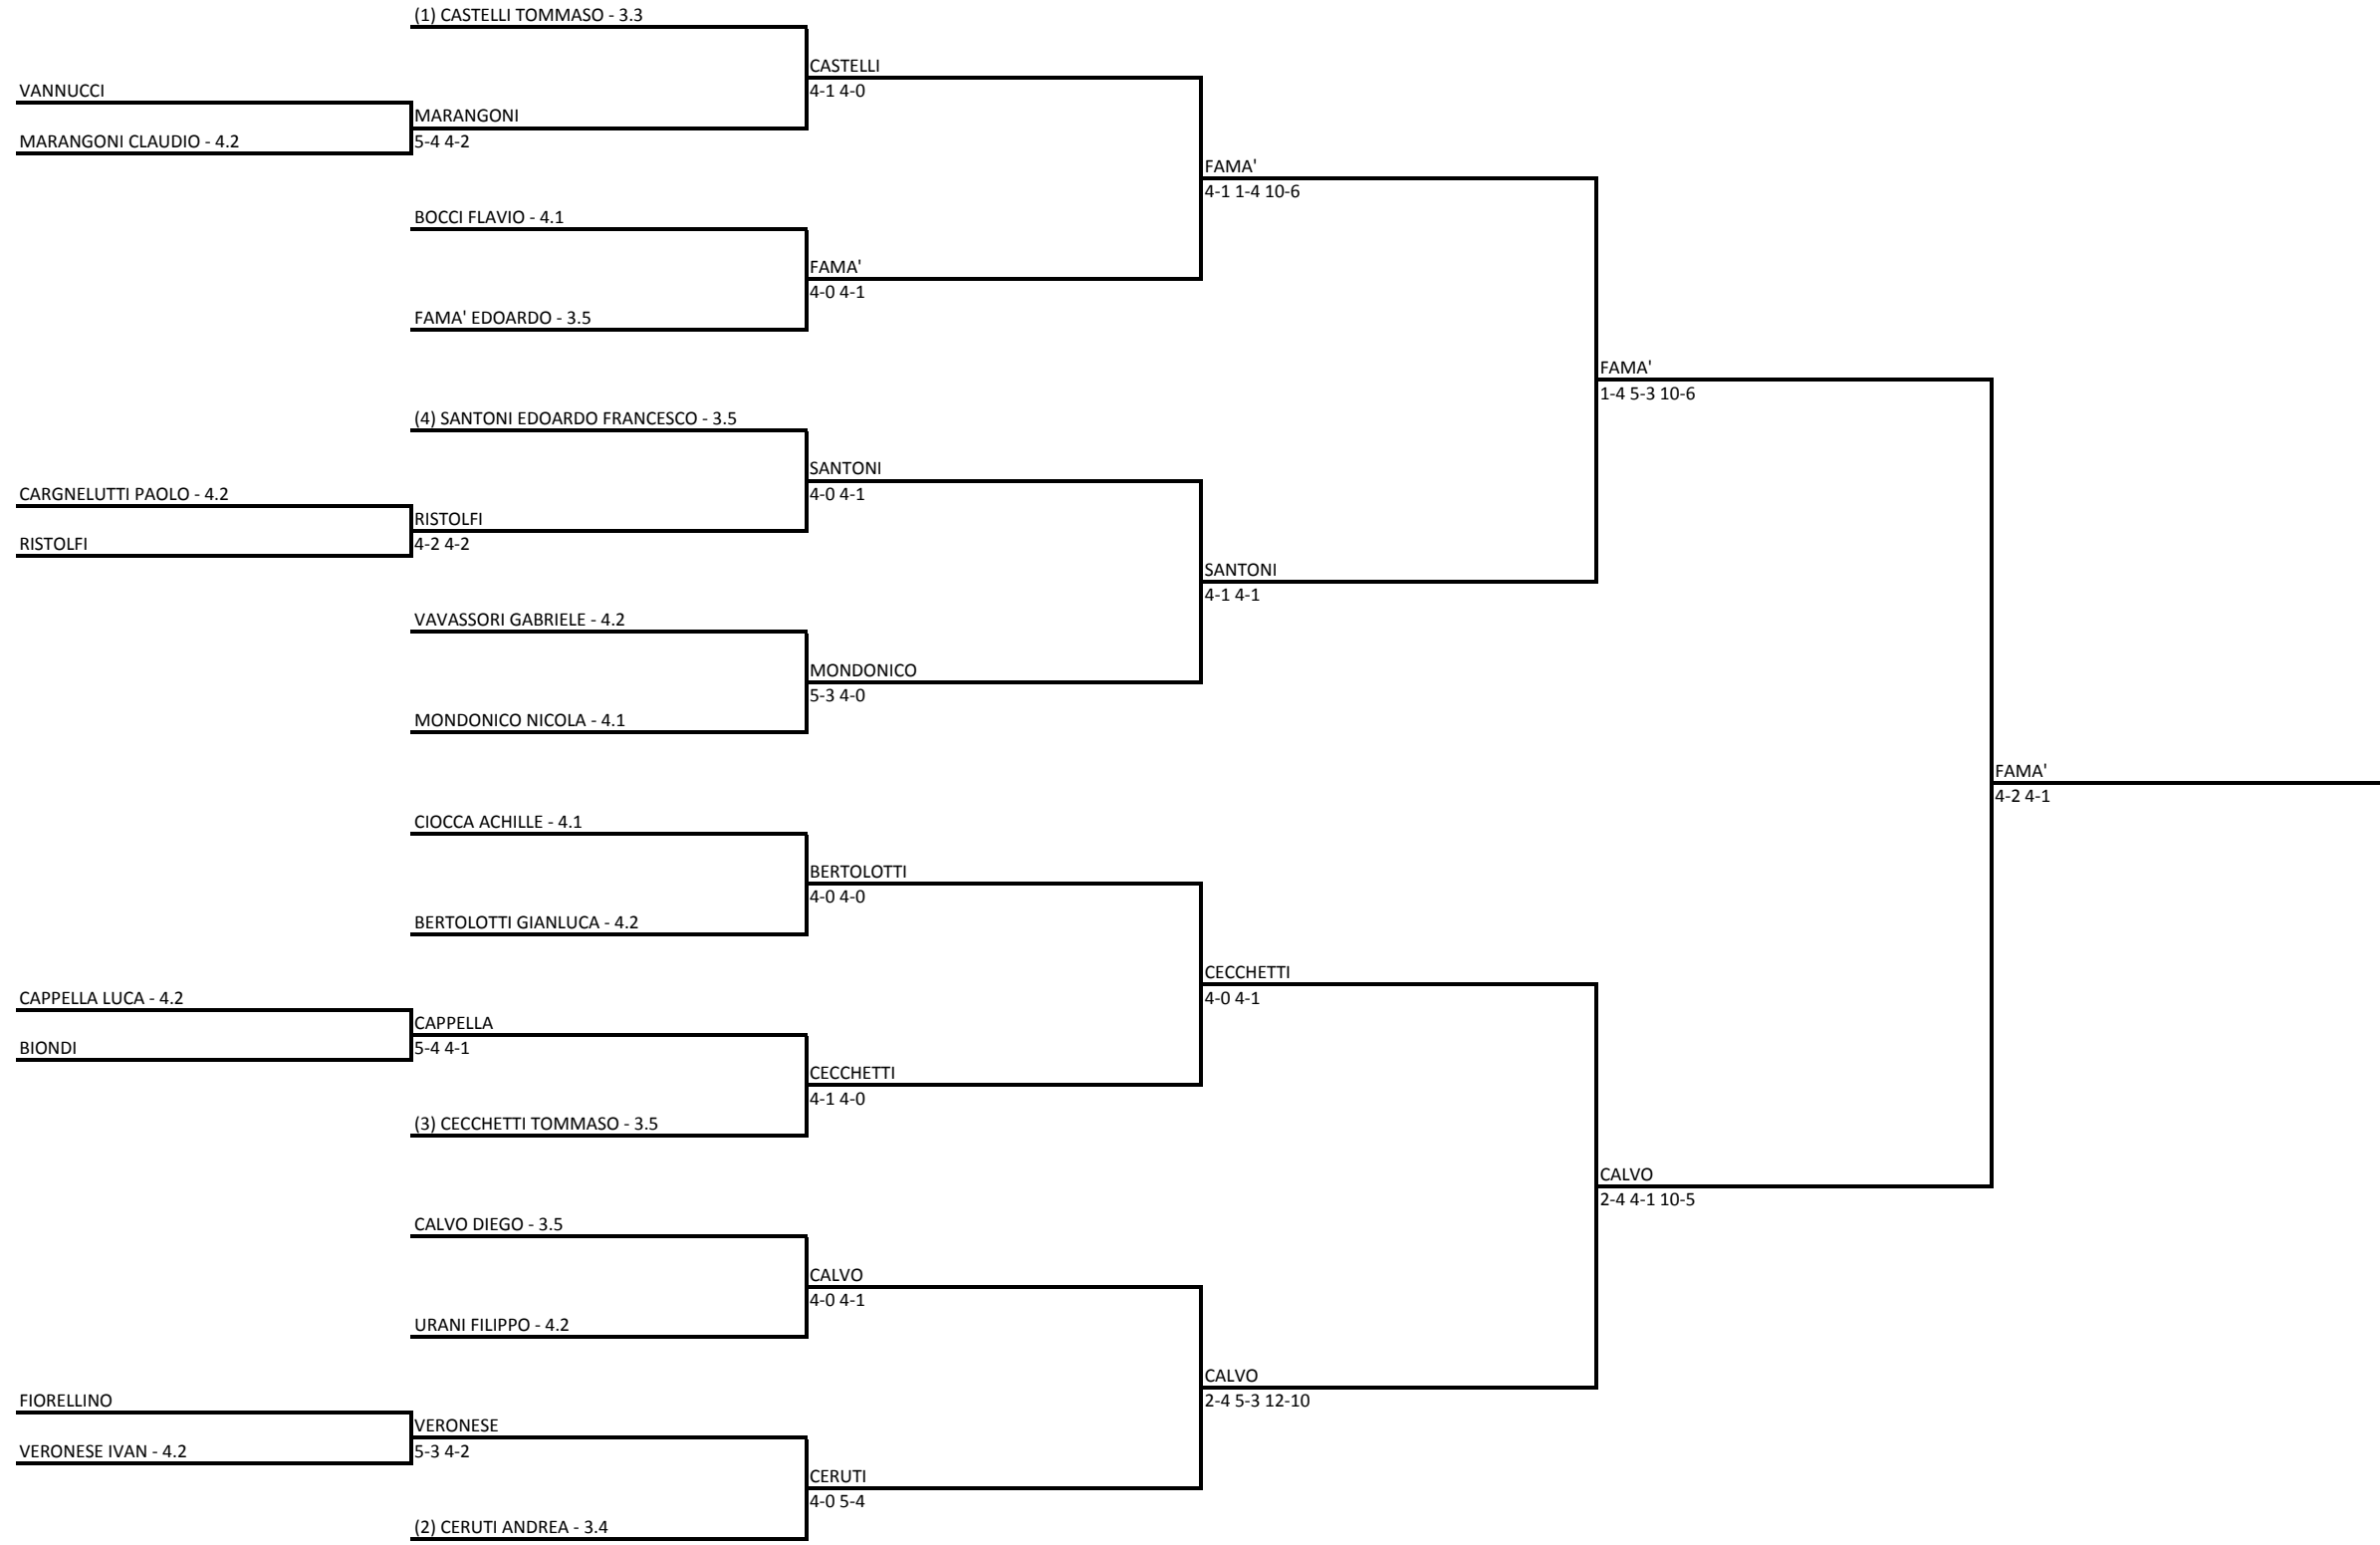 (1) CASTELLI TOMMASO - 3.3
CASTELLI
VANNUCCI
4-1 4-0
MARANGONI
MARANGONI CLAUDIO - 4.2
5-4 4-2
FAMA'
4-1 1-4 10-6
BOCCI FLAVIO - 4.1
FAMA'
4-0 4-1
FAMA' EDOARDO - 3.5
FAMA'
1-4 5-3 10-6
(4) SANTONI EDOARDO FRANCESCO - 3.5
SANTONI
CARGNELUTTI PAOLO - 4.2
4-0 4-1
RISTOLFI
RISTOLFI
4-2 4-2
SANTONI
4-1 4-1
VAVASSORI GABRIELE - 4.2
MONDONICO
5-3 4-0
MONDONICO NICOLA - 4.1
FAMA'
4-2 4-1
CIOCCA ACHILLE - 4.1
BERTOLOTTI
4-0 4-0
BERTOLOTTI GIANLUCA - 4.2
CECCHETTI
CAPPELLA LUCA - 4.2
4-0 4-1
CAPPELLA
BIONDI
5-4 4-1
CECCHETTI
4-1 4-0
(3) CECCHETTI TOMMASO - 3.5
CALVO
2-4 4-1 10-5
CALVO DIEGO - 3.5
CALVO
4-0 4-1
URANI FILIPPO - 4.2
CALVO
FIORELLINO
2-4 5-3 12-10
VERONESE
VERONESE IVAN - 4.2
5-3 4-2
CERUTI
4-0 5-4
(2) CERUTI ANDREA - 3.4